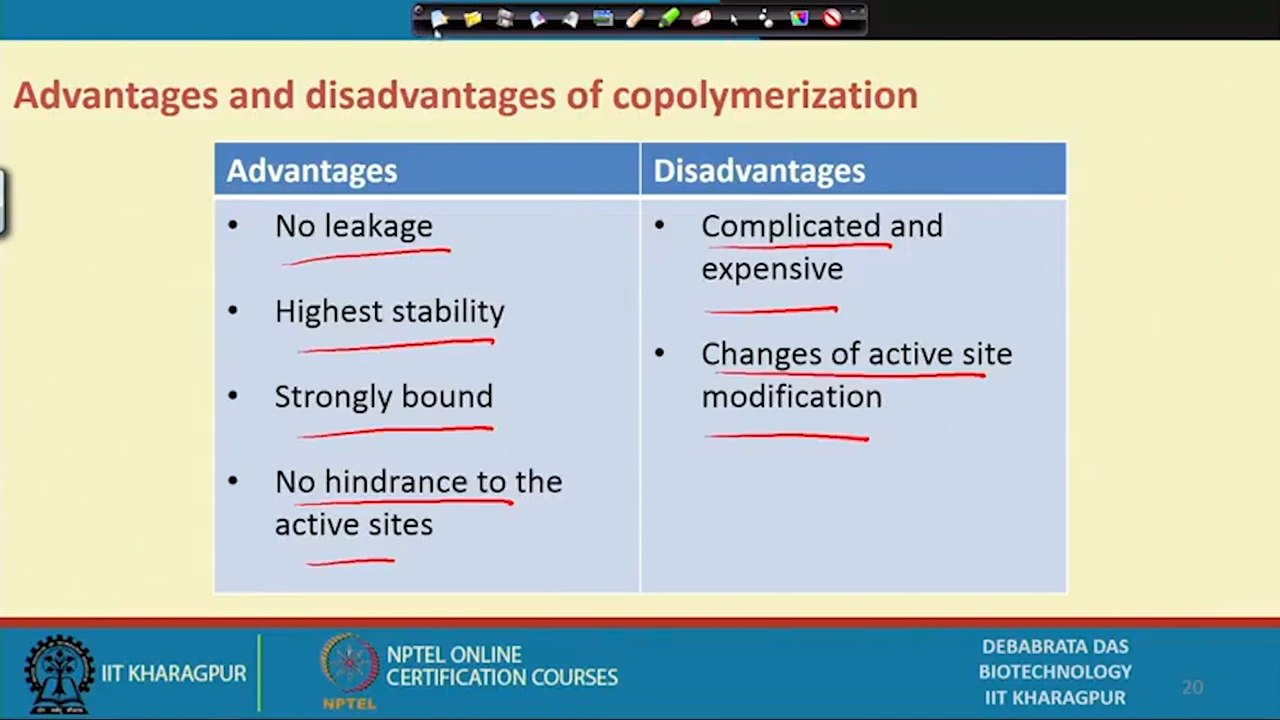 Advantages and disadvantages of copolymerization
Advantages
• No leakage
• Highest stability
• Strongly bound
• No hindrance to the
active sites
Disadvantages
• Complicated and
expensive
• Changes of active site
modification
IIT KHARAGPUR
NPTEL
NPTEL ONLINE
CERTIFICATION COURSES
DEBABRATA DAS
BIOTECHNOLOGY
IIT KHARAGPUR
20